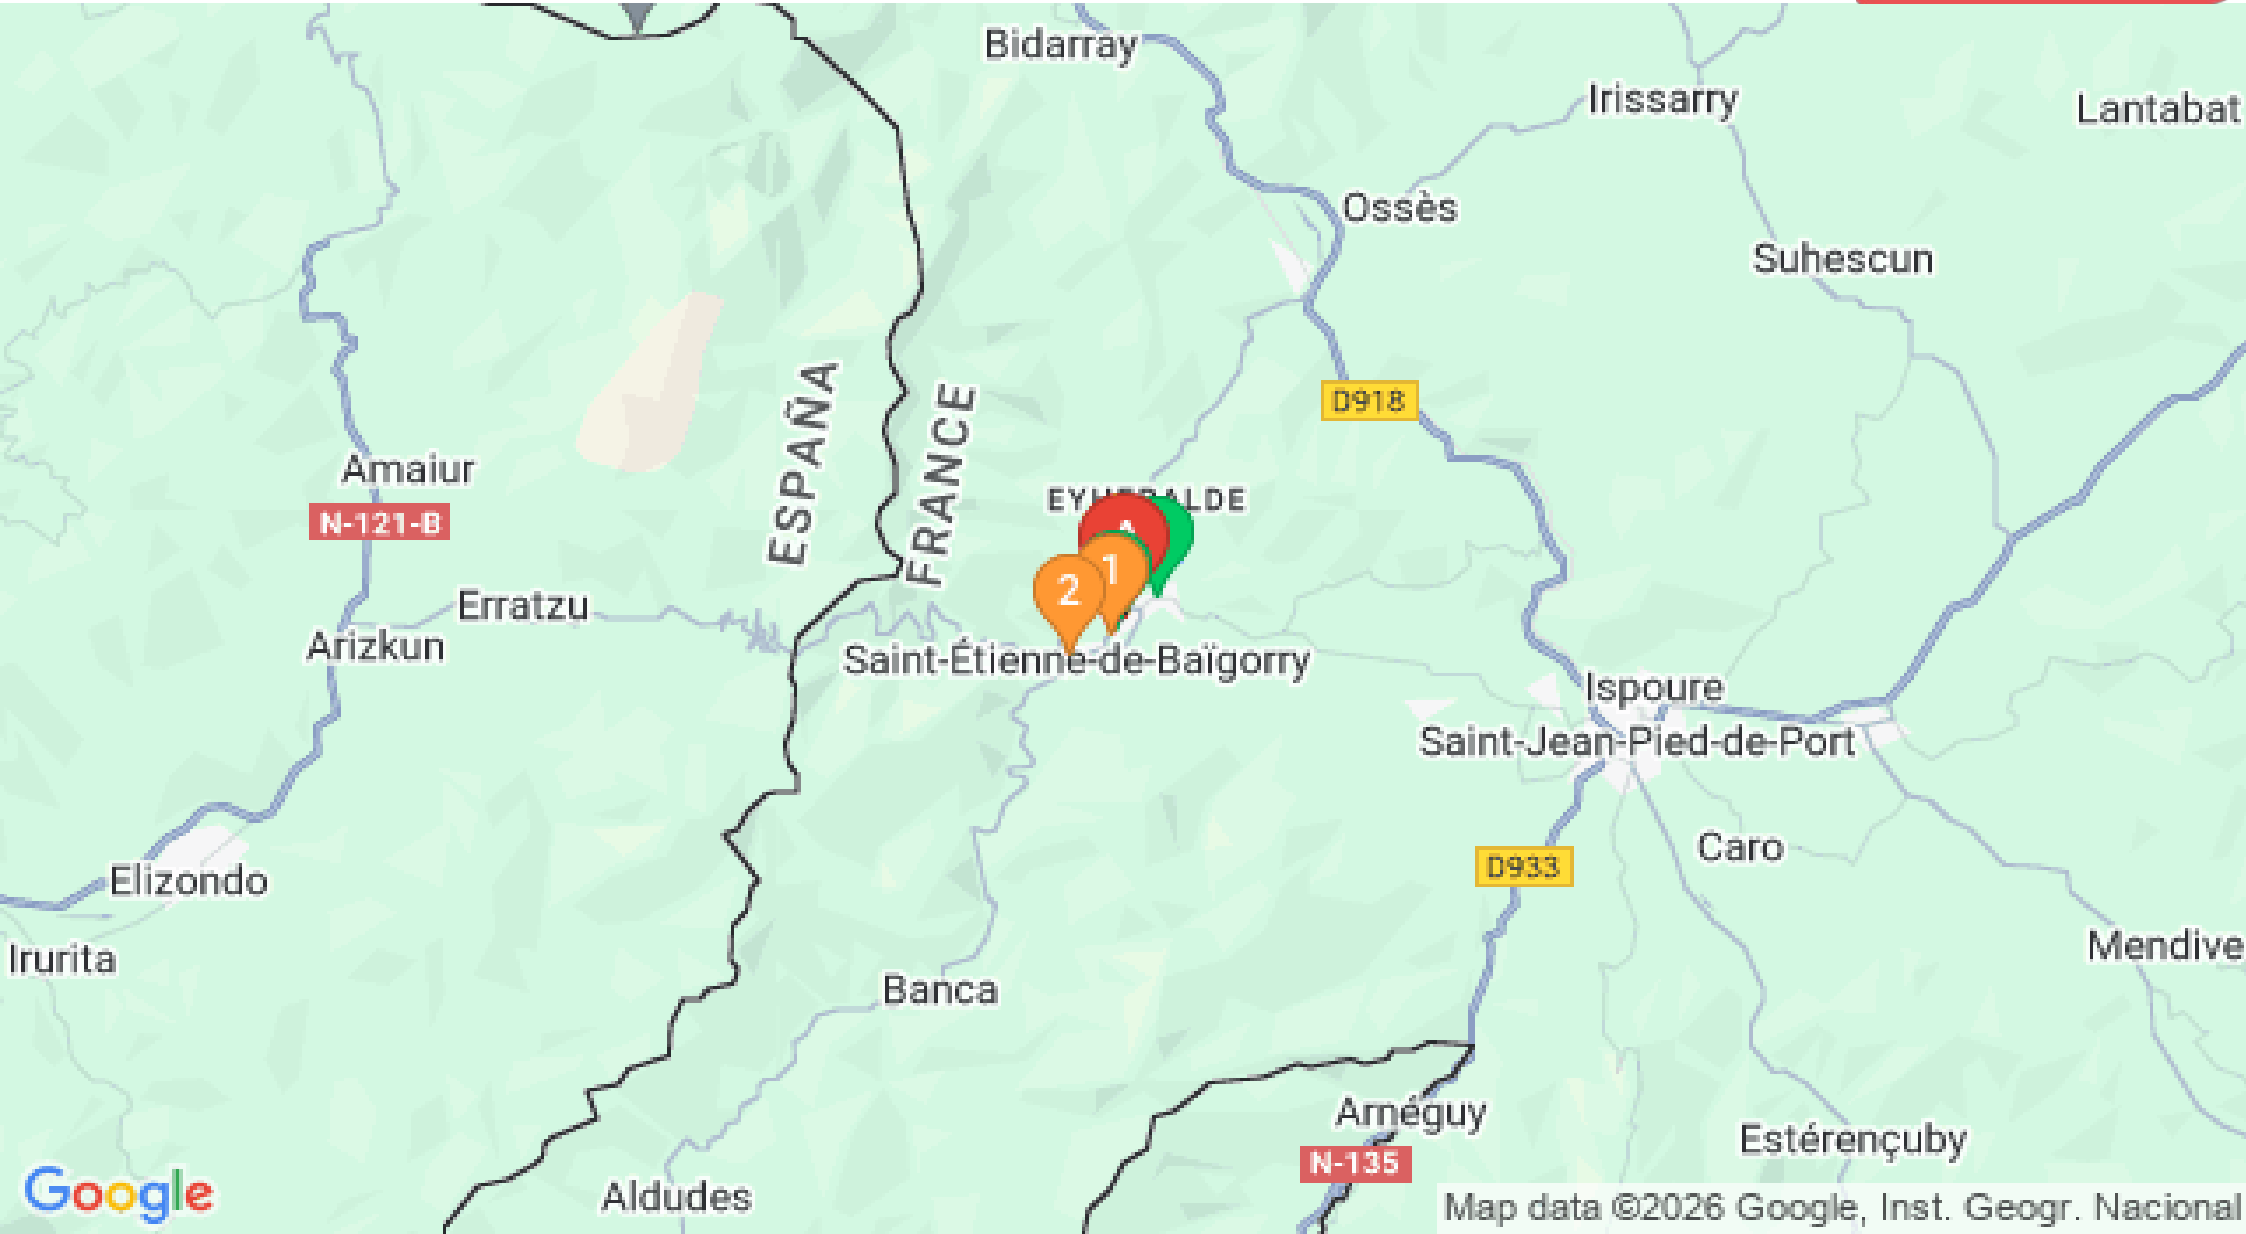 Bidarray
Irissarry
Lantabat
Ossès
Suhescun
ESPAÑA
FRANCE
D918
Amaiur
N-121-B
A
1
2
Erratzu
Arizkun
Saint-Étienne-de-Baïgorry
Ispoure
Saint-Jean-Pied-de-Port
Caro
D933
Elizondo
Irurita
Mendive
Banca
Arnéguy
N-135
Estérençuby
Aldudes
Google
Map data ©2026 Google, Inst. Geogr. Nacional